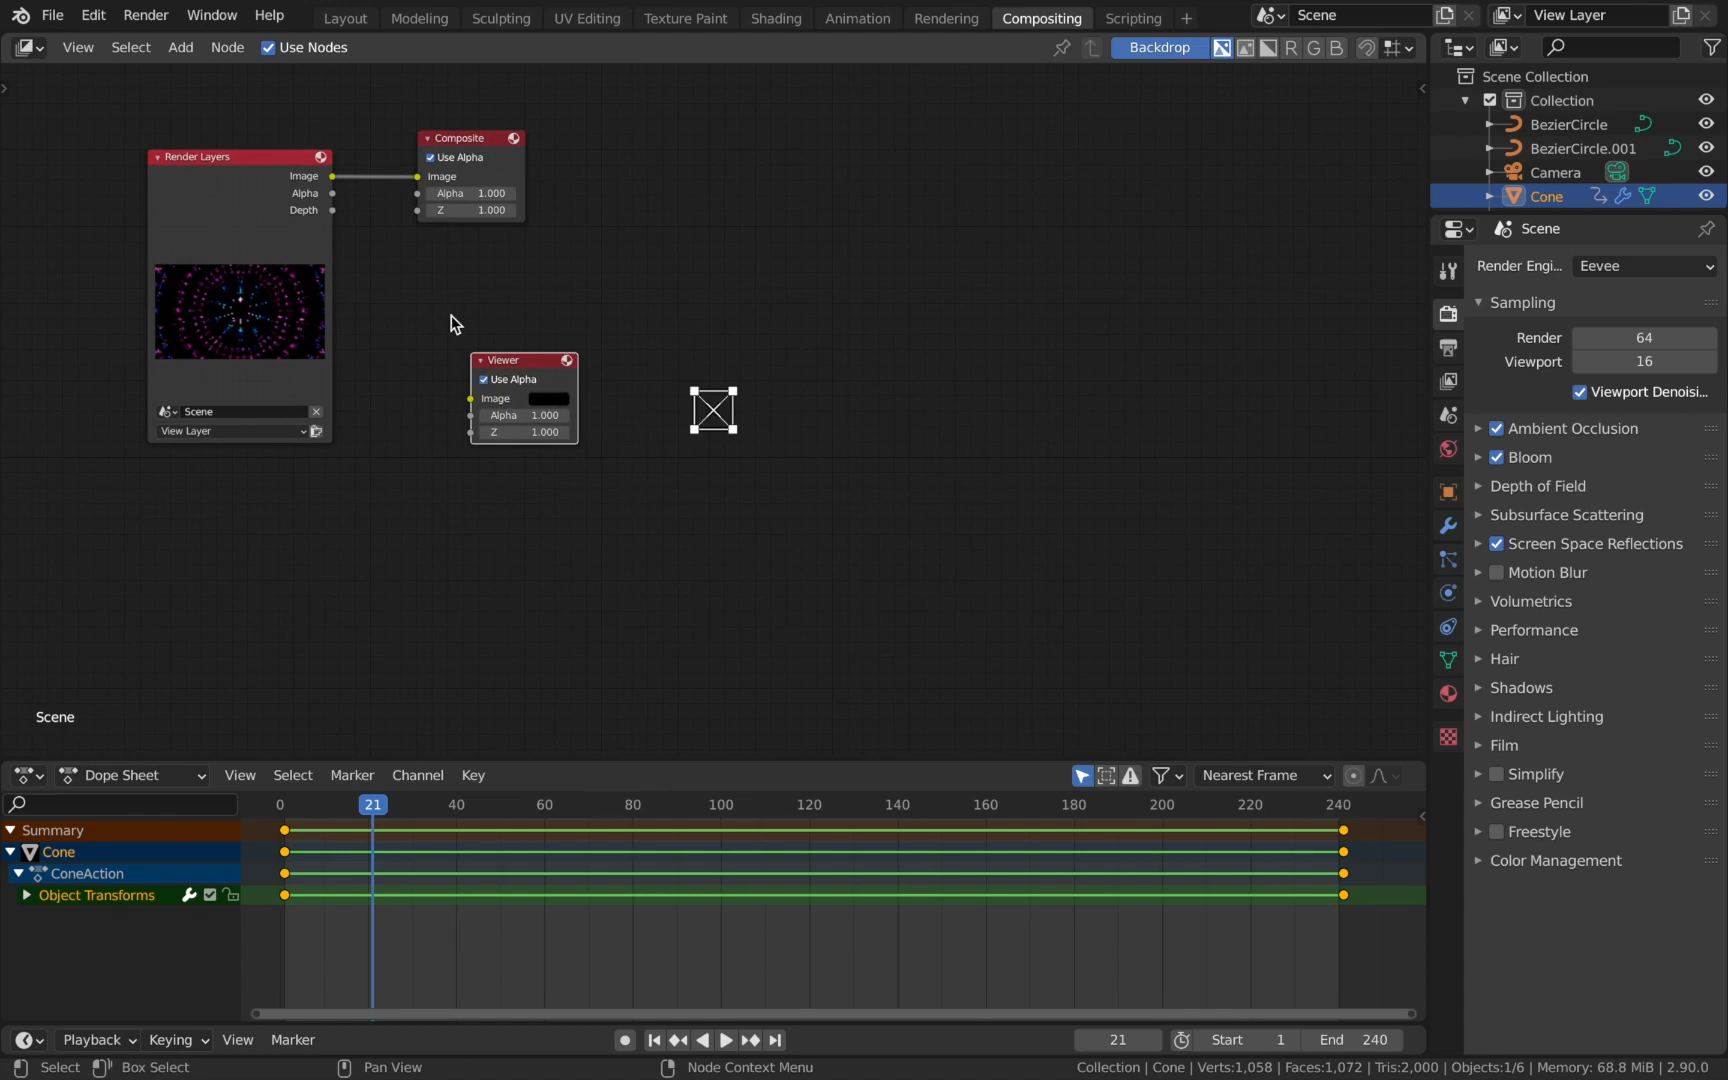 File Edit Render Window Help Layout Modeling Sculpting UV Editing Texture Paint Shading Animation Rendering Compositing Scripting + Scene View Layer
View Select Add Node Use Nodes Backdrop R G B
Scene Collection
Collection
BezierCircle
BezierCircle.001
Camera
Cone
Composite
Use Alpha
Image
Alpha 1.000
Z 1.000
Render Layers
Image
Alpha
Depth
Scene
View Layer
Viewer
Use Alpha
Image
Alpha 1.000
Z 1.000
Scene
Scene
Render Engi... Eevee
Sampling
Render 64
Viewport 16
Viewport Denoisi...
Ambient Occlusion
Bloom
Depth of Field
Subsurface Scattering
Screen Space Reflections
Motion Blur
Volumetrics
Performance
Hair
Shadows
Indirect Lighting
Film
Simplify
Grease Pencil
Freestyle
Color Management
Dope Sheet View Select Marker Channel Key Nearest Frame
0 21 40 60 80 100 120 140 160 180 200 220 240
Summary
Cone
ConeAction
Object Transforms
Playback Keying View Marker 21 Start 1 End 240
Select Box Select Pan View Node Context Menu Collection | Cone | Verts:1,058 | Faces:1,072 | Tris:2,000 | Objects:1/6 | Memory: 68.8 MiB | 2.90.0